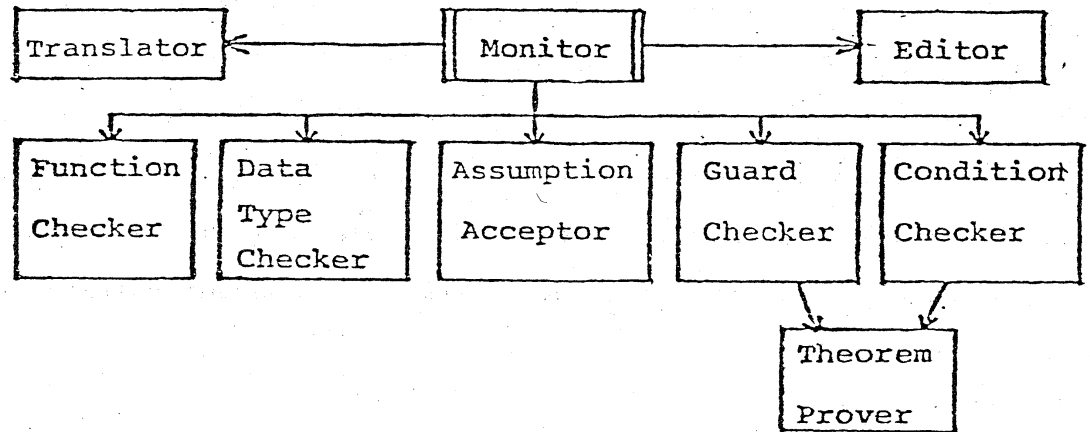 Translator
Monitor
Editor
Function
Checker
Data
Type
Checker
Assumption
Acceptor
Guard
Checker
Condition
Checker
Theorem
Prover